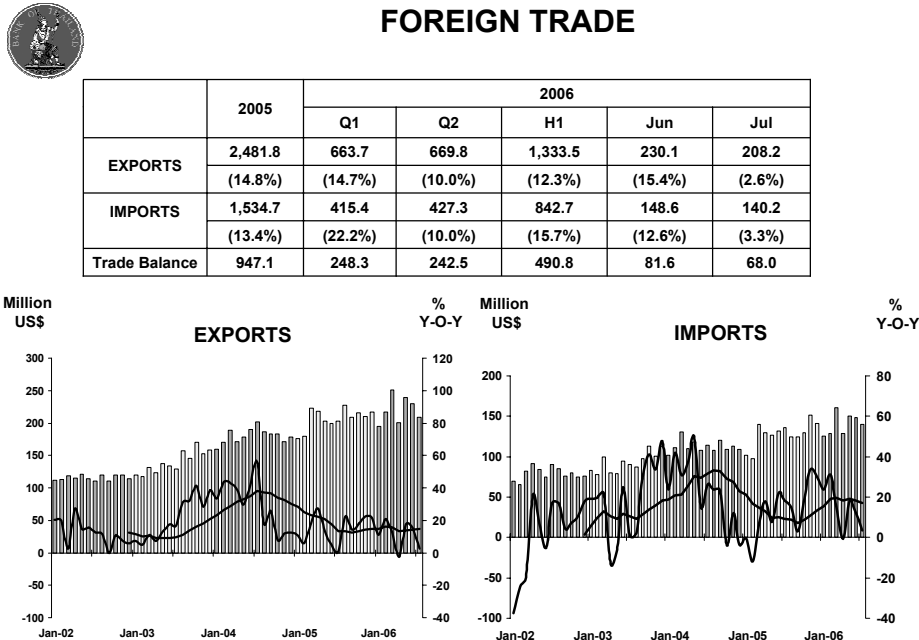 BANK OF THAILAND
FOREIGN TRADE
2005 2006
Q1 Q2 H1 Jun Jul
EXPORTS 2,481.8 663.7 669.8 1,333.5 230.1 208.2
(14.8%) (14.7%) (10.0%) (12.3%) (15.4%) (2.6%)
IMPORTS 1,534.7 415.4 427.3 842.7 148.6 140.2
(13.4%) (22.2%) (10.0%) (15.7%) (12.6%) (3.3%)
Trade Balance 947.1 248.3 242.5 490.8 81.6 68.0
Million
US$
EXPORTS
%
Y-O-Y
300
250
200
150
100
50
0
-50
-100
120
100
80
60
40
20
0
-20
-40
Jan-02 Jan-03 Jan-04 Jan-05 Jan-06
Million
US$
IMPORTS
%
Y-O-Y
200
150
100
50
0
-50
-100
80
60
40
20
0
-20
-40
Jan-02 Jan-03 Jan-04 Jan-05 Jan-06